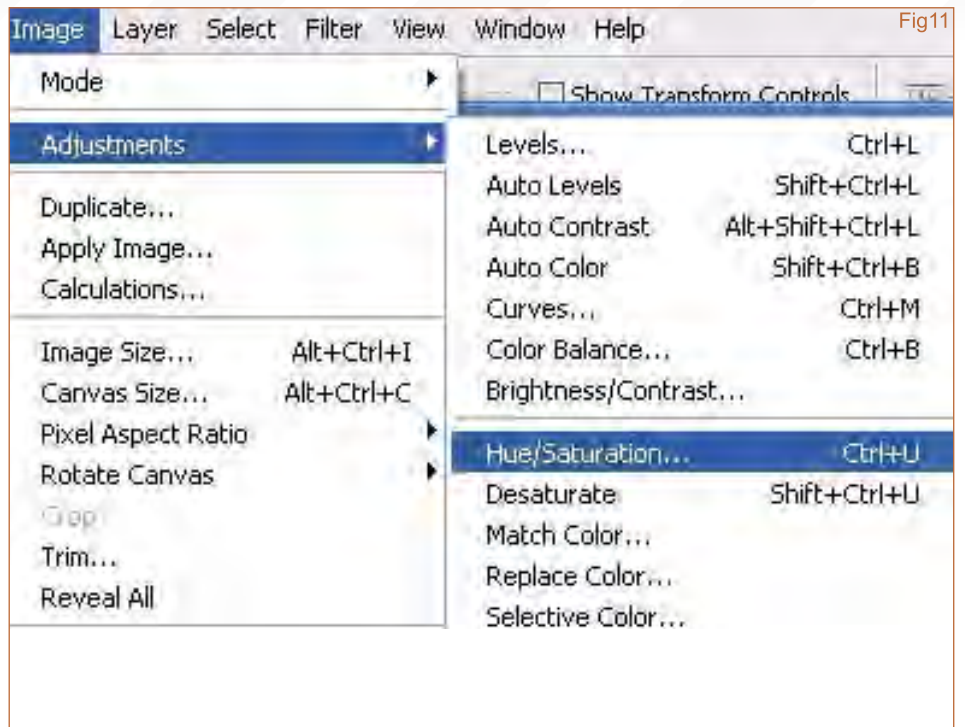 Fig11
Image Layer Select Filter View Window Help
Mode
Show Transform Controls
Adjustments
Duplicate...
Apply Image...
Calculations...
Image Size... Alt+Ctrl+I
Canvas Size... Alt+Ctrl+C
Pixel Aspect Ratio
Rotate Canvas
Crop
Trim...
Reveal All
Levels... Ctrl+L
Auto Levels Shift+Ctrl+L
Auto Contrast Alt+Shift+Ctrl+L
Auto Color Shift+Ctrl+B
Curves... Ctrl+M
Color Balance... Ctrl+B
Brightness/Contrast...
Hue/Saturation... Ctrl+U
Desaturate Shift+Ctrl+U
Match Color...
Replace Color...
Selective Color...